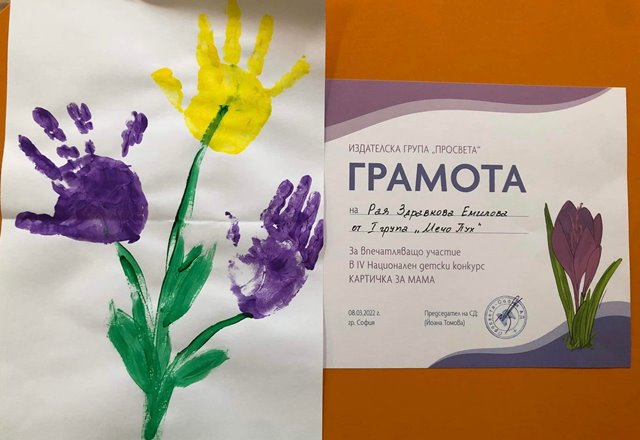 ИЗДАТЕЛСКА ГРУПА „ПРОСВЕТА“
ГРАМОТА
на Рая Здравкова Емилова
от I група „Мечо Пух“
За впечатляващо участие
в IV Национален детски конкурс
КАРТИЧКА ЗА МАМА
08.03.2022 г.
гр. София
Председател на СД:
(Йоана Томова)